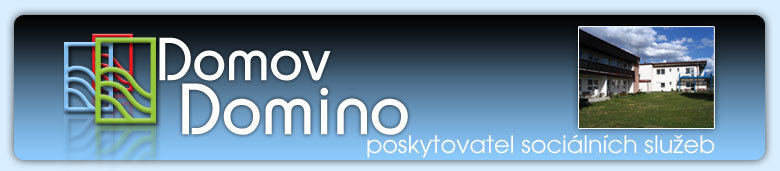 Domov
Domino
poskytovatel sociálních služeb